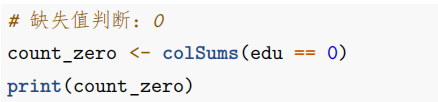 # 缺失值判断：0
count_zero <- colSums(edu == 0)
print(count_zero)